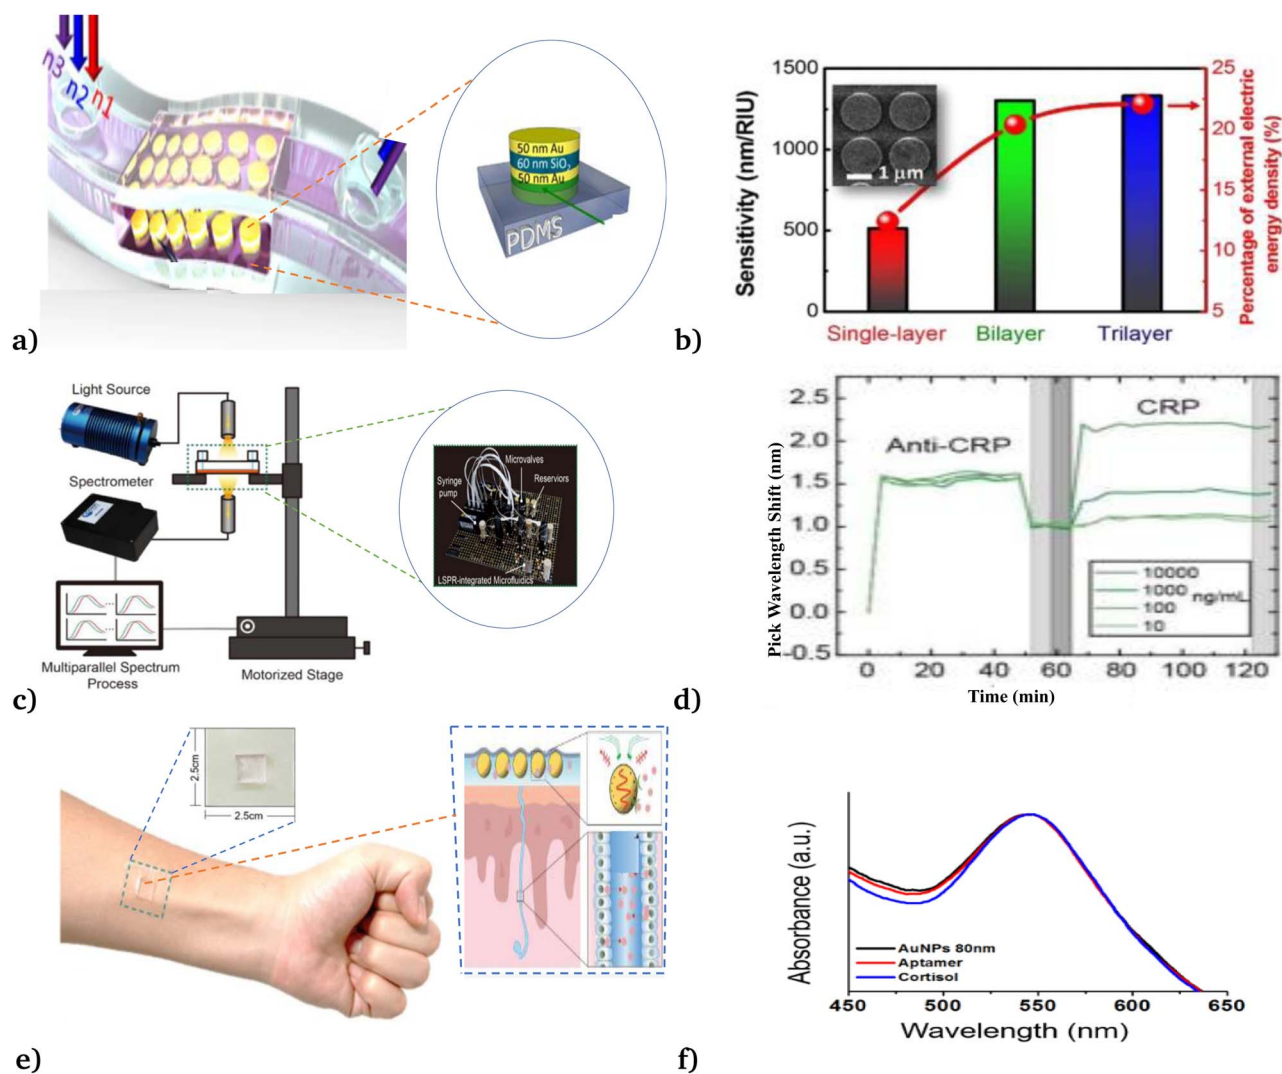 n3
n2
n1
50 nm Au
60 nm SiO2
50 nm Au
PDMS
a)
1500
1000
500
0
Sensitivity (nm/RIU)
1 μm
25
20
15
10
5
Percentage of external electric
energy density (%)
Single-layer Bilayer Trilayer
b)
Light Source
Spectrometer
Multiparallel Spectrum
Process
Motorized Stage
Microvalves
Syringe
pump
Reserviors
LSPR-integrated Microfluidics
c)
2.5
2.0
1.5
1.0
0.5
0.0
-0.5
Pick Wavelength Shift (nm)
Anti-CRP
CRP
10000
1000
100
10
ng/mL
0 20 40 60 80 100 120
Time (min)
d)
2.5cm
2.5cm
e)
Absorbance (a.u.)
AuNPs 80nm
Aptamer
Cortisol
450 500 550 600 650
Wavelength (nm)
f)